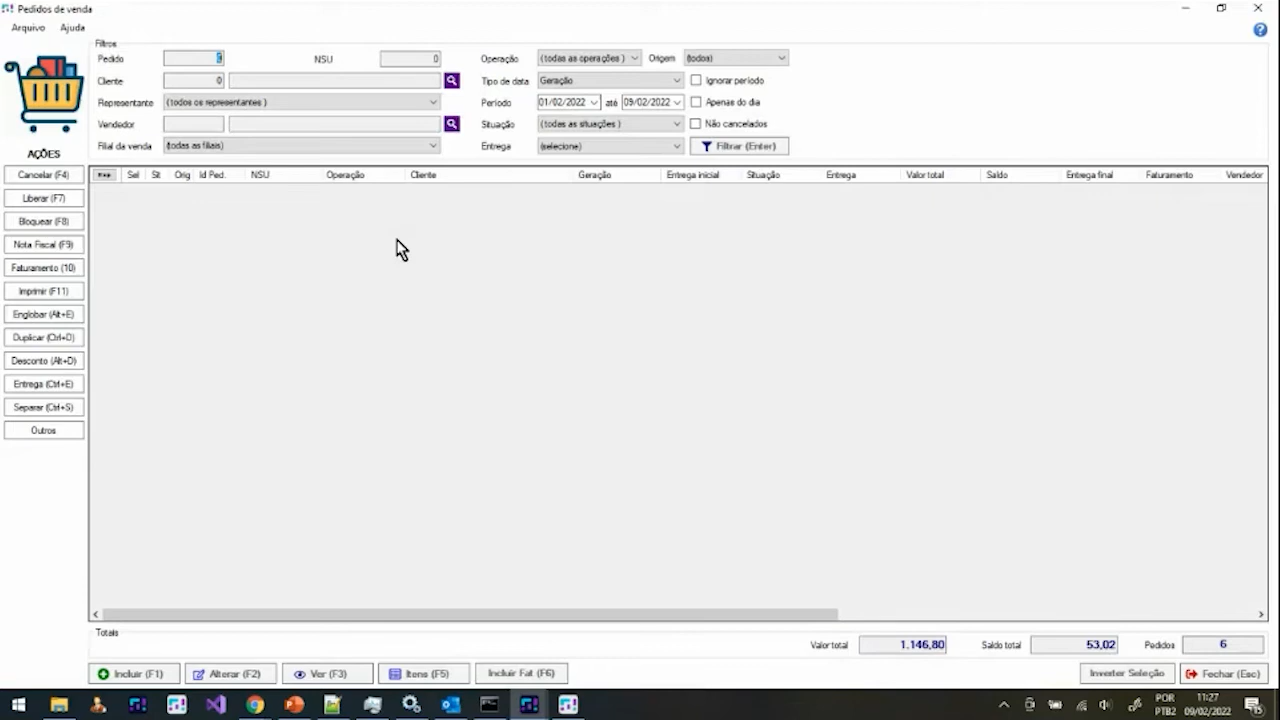 Pedidos de venda
Arquivo Ajuda
Filtros
Pedido NSU 0 Operação (todas as operações ) Origem (todos)
Cliente 0 Tipo de data Geração Ignorar período
Representante (todos os representantes ) Período 01/02/2022 até 09/02/2022 Apenas do dia
Vendedor Situação (todas as situações ) Não cancelados
Filial da venda (todas as filiais) Entrega (selecione) Filtrar (Enter)
AÇÕES
Cancelar (F4)
Liberar (F7)
Bloquear (F8)
Nota Fiscal (F9)
Faturamento (10)
Imprimir (F11)
Englobar (Alt+E)
Duplicar (Ctrl+D)
Desconto (Alt+D)
Entrega (Ctrl+E)
Separar (Ctrl+S)
Outros
Sel St Orig Id Ped. NSU Operação Cliente Geração Entrega inicial Situação Entrega Valor total Saldo Entrega final Faturamento Vendedor
Totais
Valor total 1.146,80 Saldo total 53,02 Pedidos 6
Incluir (F1) Alterar (F2) Ver (F3) Itens (F5) Incluir Fat (F6) Inverter Seleção Fechar (Esc)
POR 11:27
PTB2 09/02/2022 15